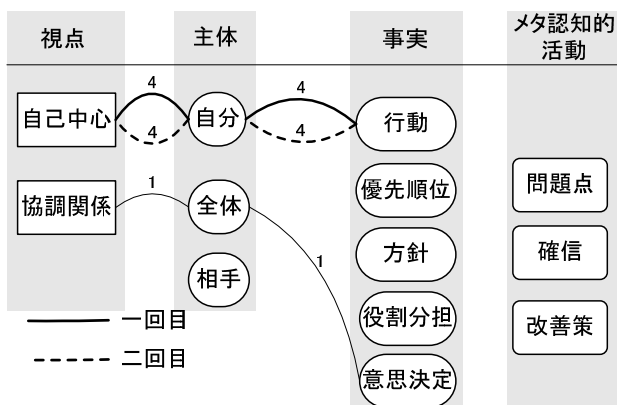 視点
主体
事実
メタ認知的
活動
4
4
自己中心
自分
行動
4
4
優先順位
問題点
協調関係
1
全体
方針
確信
相手
1
役割分担
改善策
一回目
二回目
意思決定